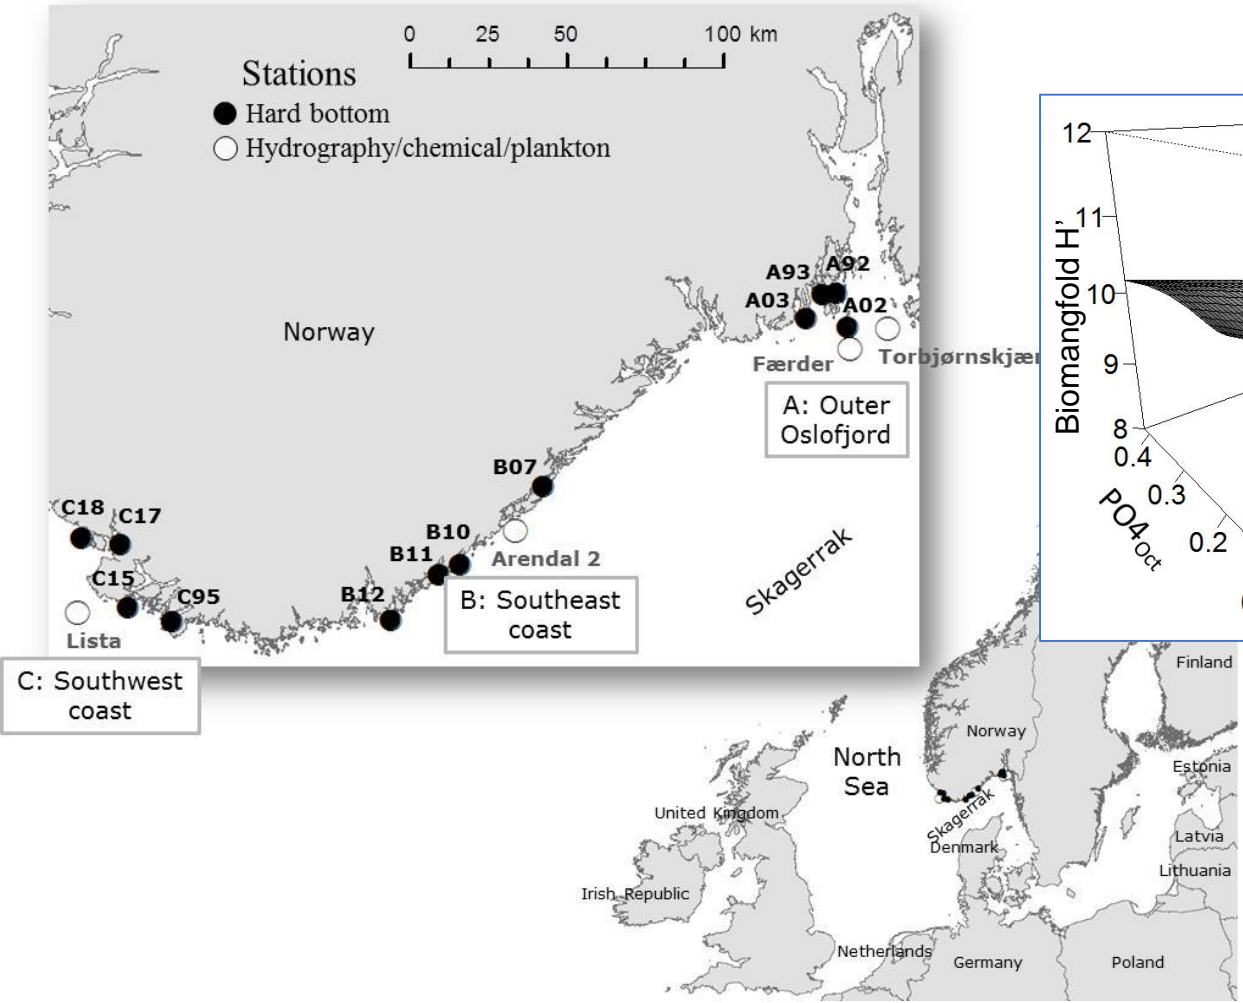 0 25 50 100 km
Stations
Hard bottom
Hydrography/chemical/plankton
Norway
A93 A92
A03 A02
Færder
Torbjørnskjær
A: Outer
Oslofjord
B07
B10
B11
B12
Arendal 2
B: Southeast
coast
Skagerrak
C18
C17
C15
C95
Lista
C: Southwest
coast
12
11
10
9
8
Biomangfold H'
0.4
0.3
0.2
PO4oct
North
Sea
Norway
Finland
Estonia
Latvia
Lithuania
Skagerrak
Denmark
United Kingdom
Irish Republic
Netherlands
Germany
Poland